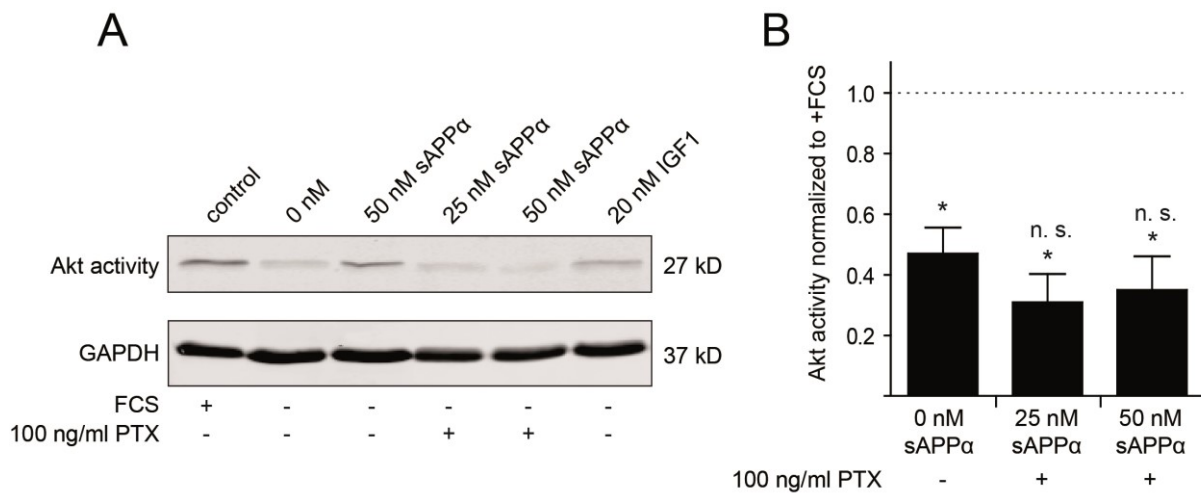 A
control
0 nM
50 nM sAPPα
25 nM sAPPα
50 nM sAPPα
20 nM IGF1
Akt activity
27 kD
GAPDH
37 kD
FCS + - - - - -
100 ng/ml PTX - - - + + -
B
Akt activity normalized to +FCS
1.0
0.8
0.6
0.4
0.2
*
n. s.
*
n. s.
*
0 nM sAPPα
25 nM sAPPα
50 nM sAPPα
100 ng/ml PTX - + +